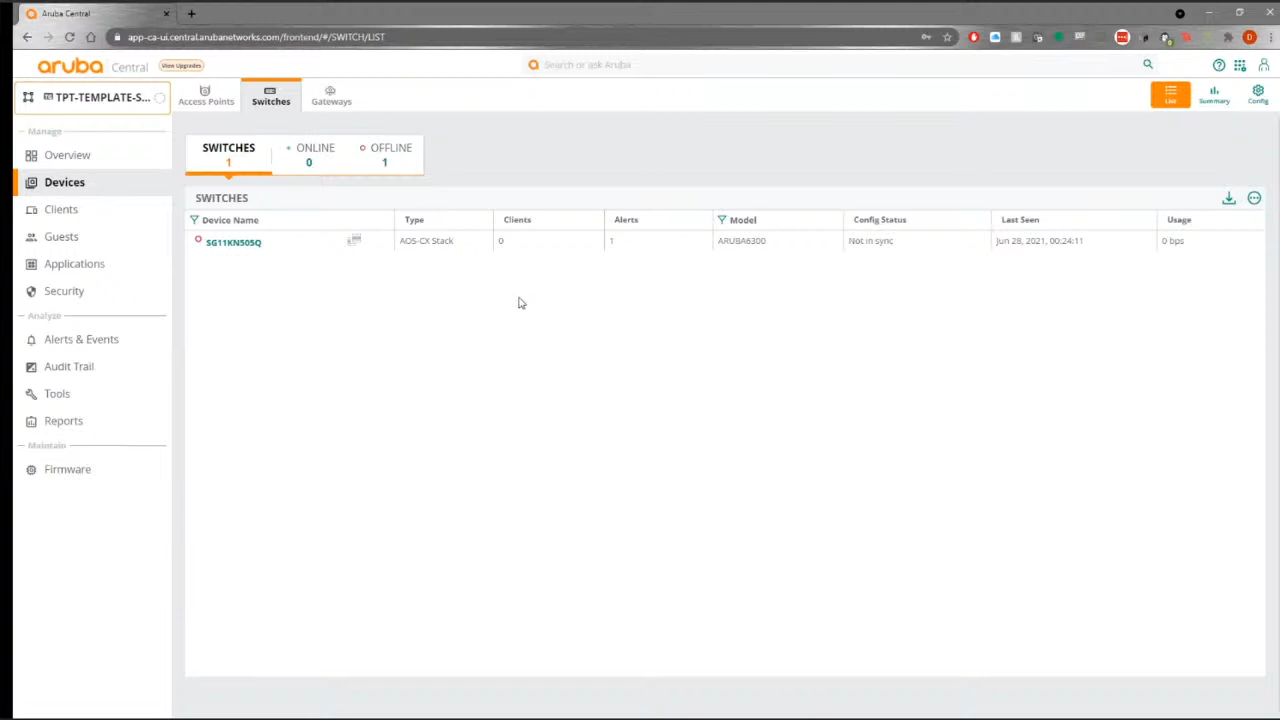 Aruba Central
app-ca-ui.central.arubanetworks.com/frontend/#/SWITCH/LIST
aruba Central View Upgrades
Search or ask Aruba
TPT-TEMPLATE-S...
Access Points
Switches
Gateways
List
Summary
Config
Manage
Overview
Devices
Clients
Guests
Applications
Security
Analyze
Alerts & Events
Audit Trail
Tools
Reports
Maintain
Firmware
SWITCHES ONLINE OFFLINE
1 0 1
SWITCHES
Device Name Type Clients Alerts Model Config Status Last Seen Usage
SG11KN505Q AOS-CX Stack 0 1 ARUBA6300 Not in sync Jun 28, 2021, 00:24:11 0 bps